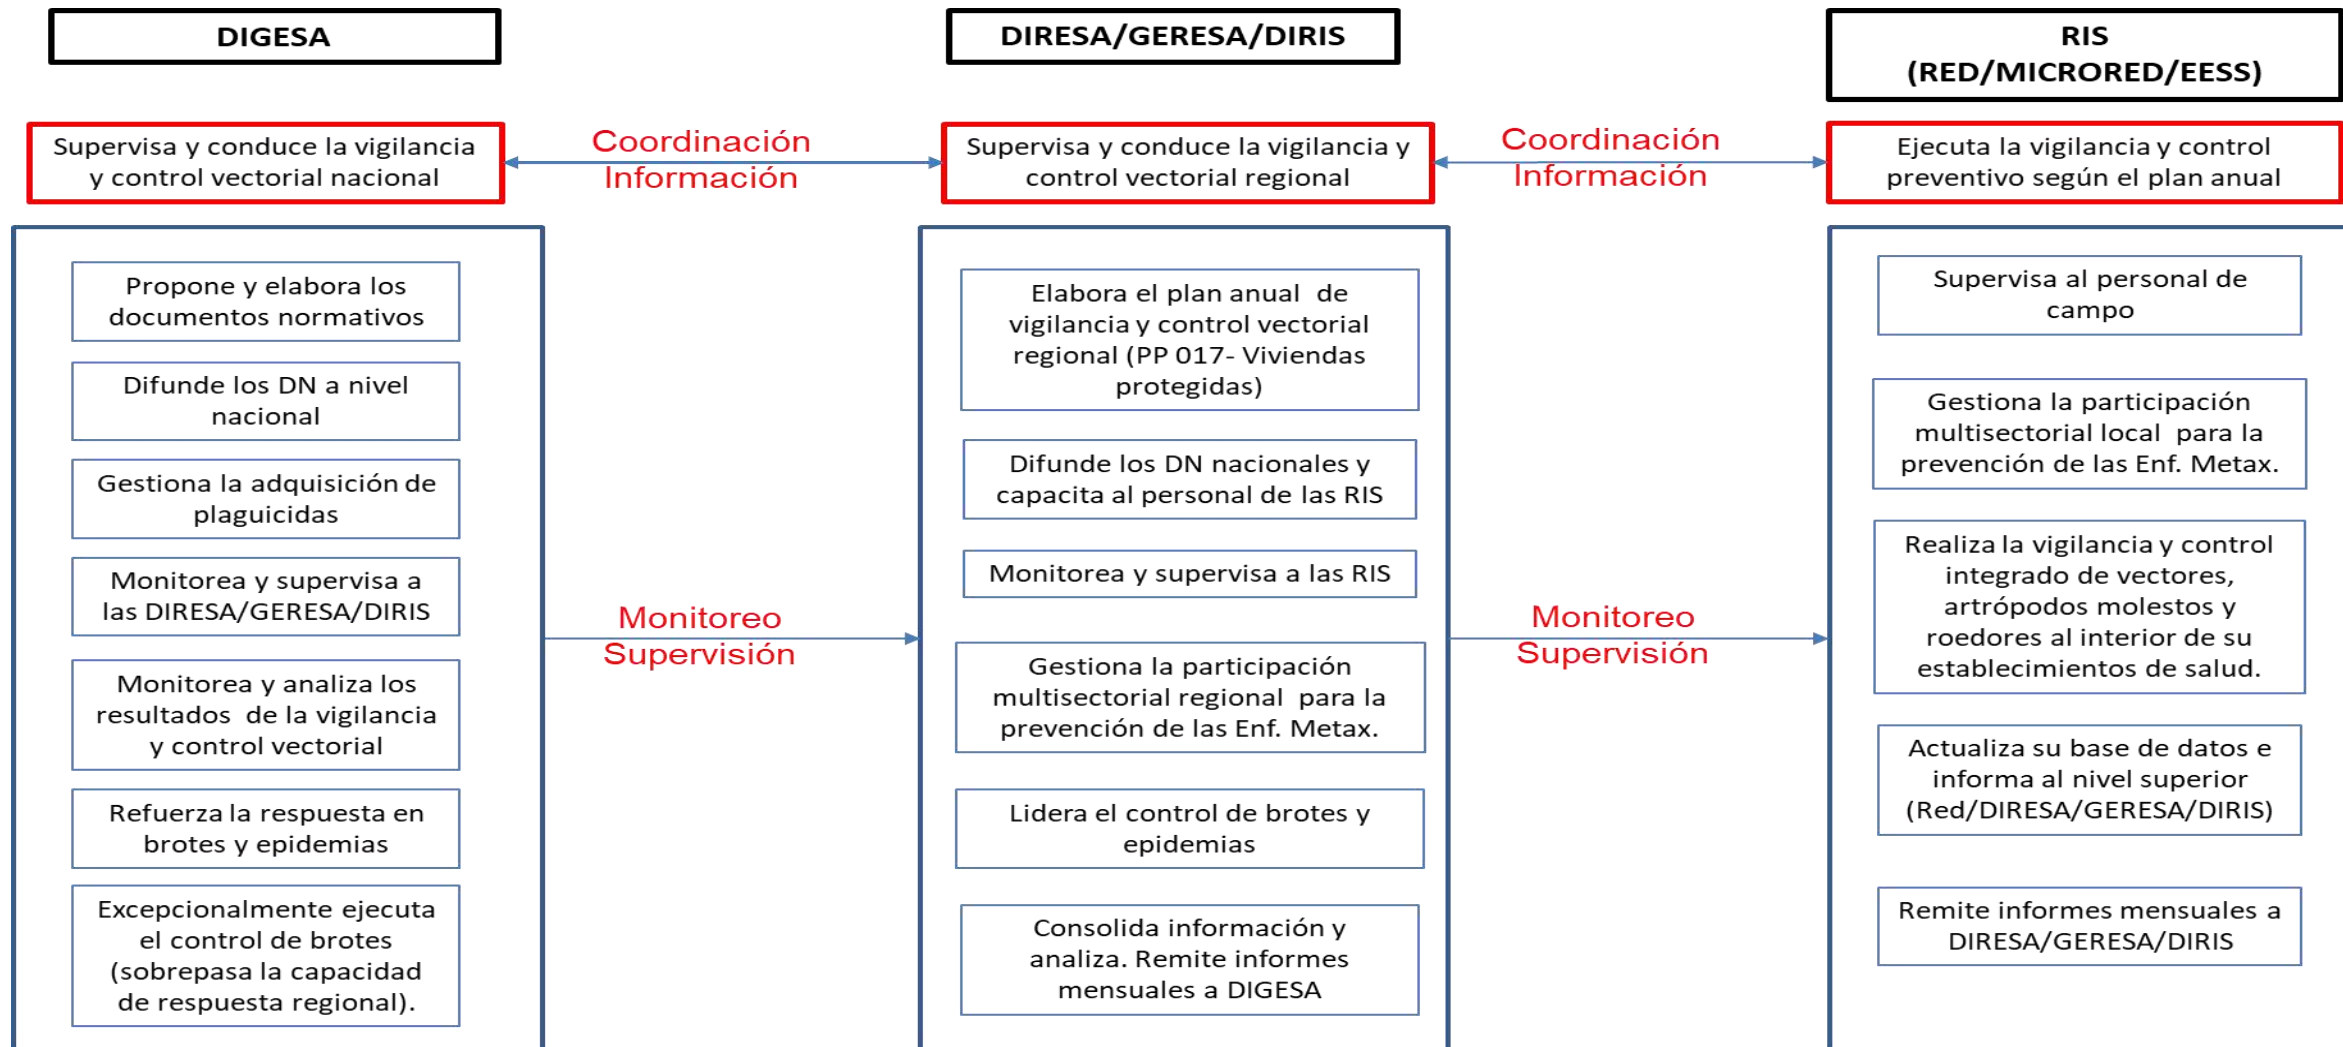 DIGESA
Supervisa y conduce la vigilancia
y control vectorial nacional
Propone y elabora los
documentos normativos
Difunde los DN a nivel
nacional
Gestiona la adquisición de
plaguicidas
Monitorea y supervisa a
las DIRESA/GERESA/DIRIS
Monitorea y analiza los
resultados de la vigilancia
y control vectorial
Refuerza la respuesta en
brotes y epidemias
Excepcionalmente ejecuta
el control de brotes
(sobrepasa la capacidad
de respuesta regional).
Coordinación
Información
Monitoreo
Supervisión
DIRESA/GERESA/DIRIS
Supervisa y conduce la vigilancia y
control vectorial regional
Elabora el plan anual de
vigilancia y control vectorial
regional (PP 017- Viviendas
protegidas)
Difunde los DN nacionales y
capacita al personal de las RIS
Monitorea y supervisa a las RIS
Gestiona la participación
multisectorial regional para la
prevención de las Enf. Metax.
Lidera el control de brotes y
epidemias
Consolida información y
analiza. Remite informes
mensuales a DIGESA
Coordinación
Información
Monitoreo
Supervisión
RIS
(RED/MICRORED/EESS)
Ejecuta la vigilancia y control
preventivo según el plan anual
Supervisa al personal de
campo
Gestiona la participación
multisectorial local para la
prevención de las Enf. Metax.
Realiza la vigilancia y control
integrado de vectores,
artrópodos molestos y
roedores al interior de su
establecimientos de salud.
Actualiza su base de datos e
informa al nivel superior
(Red/DIRESA/GERESA/DIRIS)
Remite informes mensuales a
DIRESA/GERESA/DIRIS